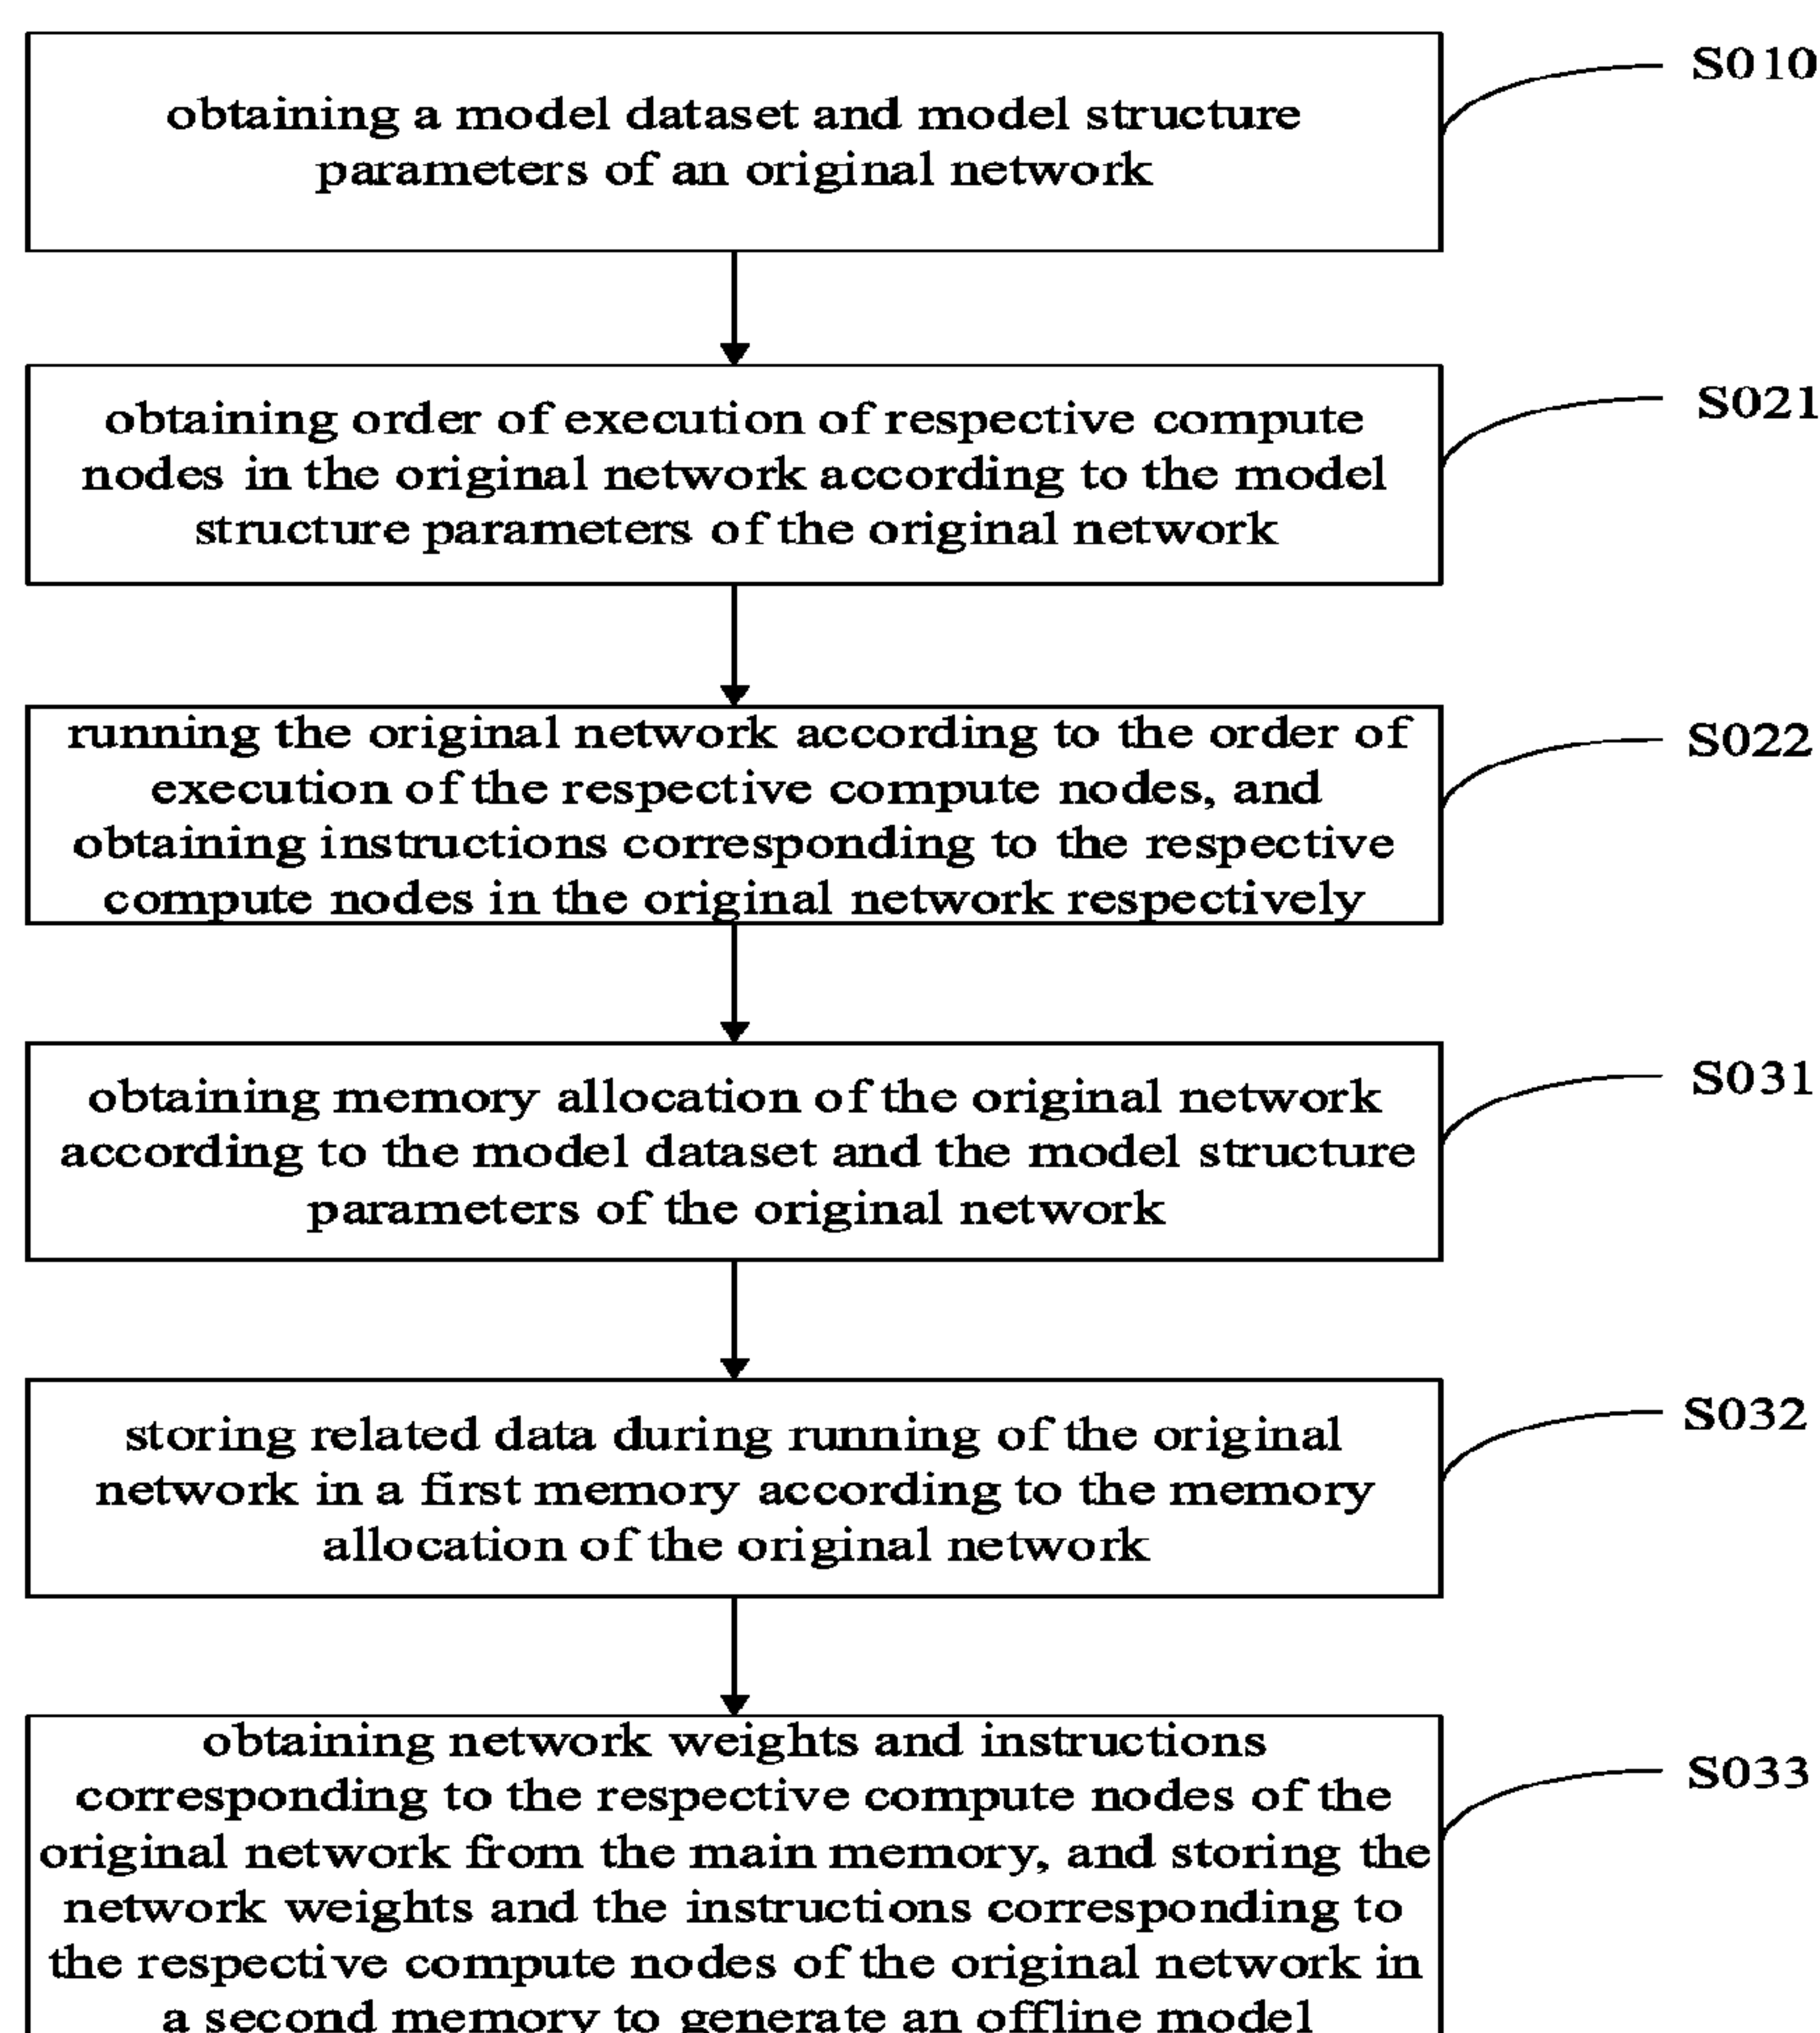 obtaining a model dataset and model structure
parameters of an original network
S010
obtaining order of execution of respective compute
nodes in the original network according to the model
structure parameters of the original network
S021
running the original network according to the order of
execution of the respective compute nodes, and
obtaining instructions corresponding to the respective
compute nodes in the original network respectively
S022
obtaining memory allocation of the original network
according to the model dataset and the model structure
parameters of the original network
S031
storing related data during running of the original
network in a first memory according to the memory
allocation of the original network
S032
obtaining network weights and instructions
corresponding to the respective compute nodes of the
original network from the main memory, and storing the
network weights and the instructions corresponding to
the respective compute nodes of the original network in
a second memory to generate an offline model
S033